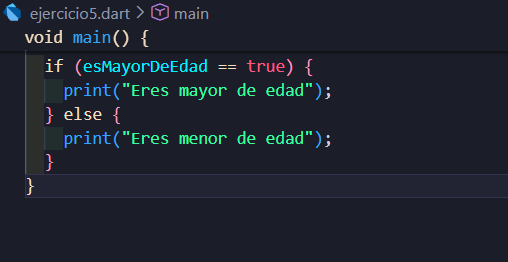 ejercicio5.dart > main
void main() {
if (esMayorDeEdad == true) {
print("Eres mayor de edad");
} else {
print("Eres menor de edad");
}
}